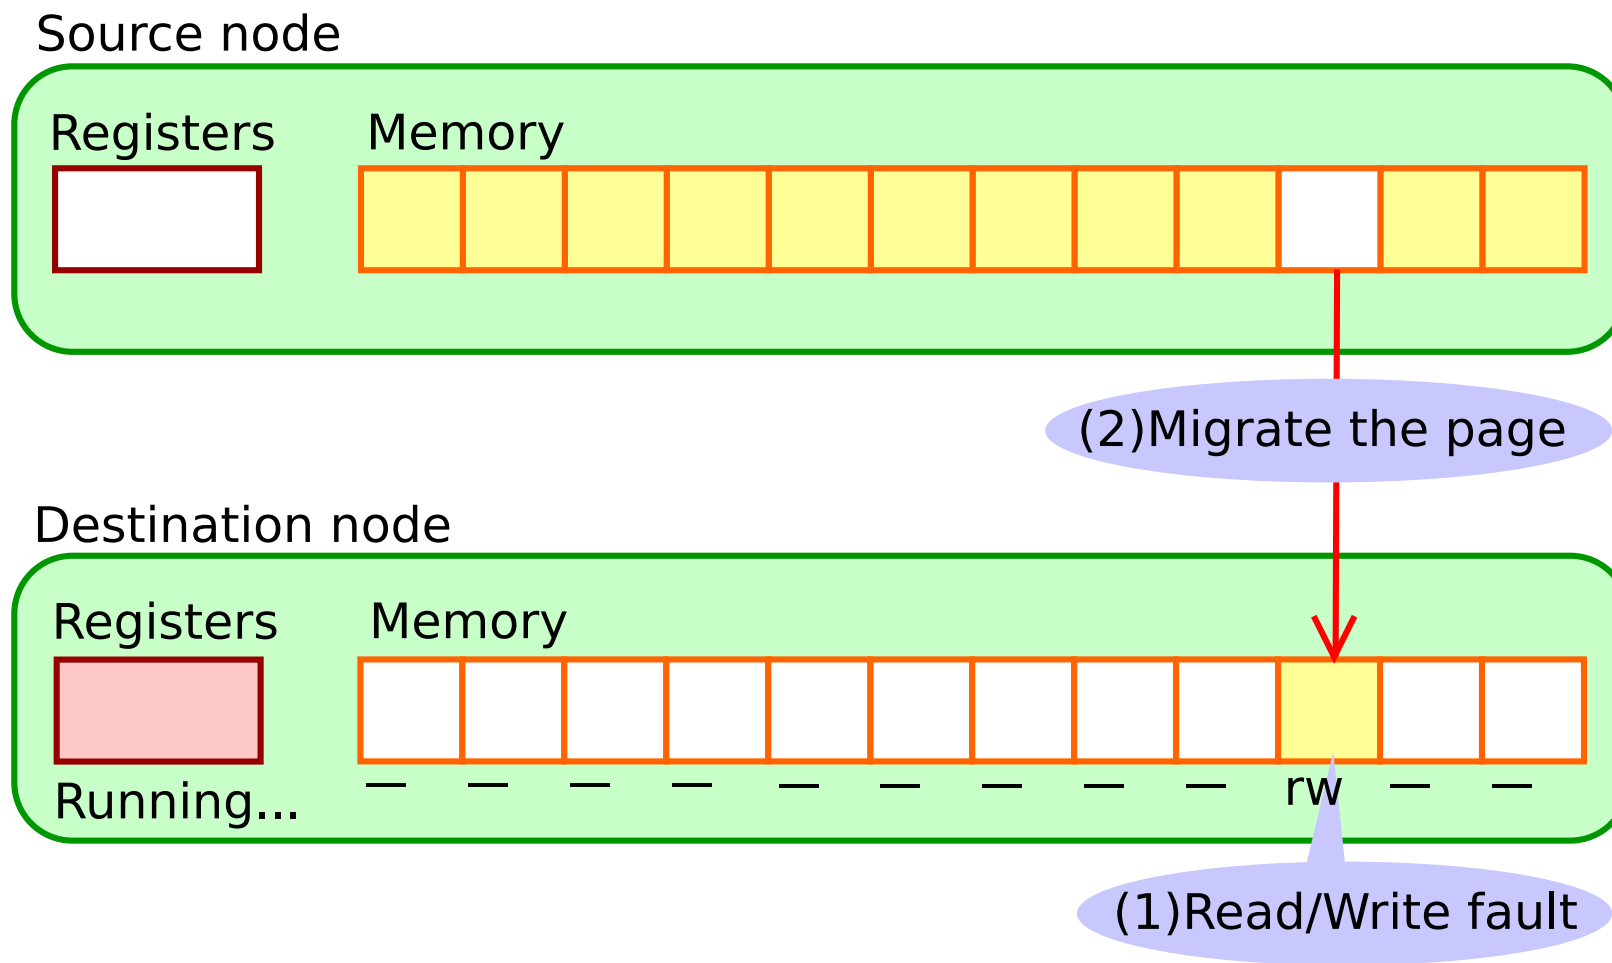 Source node
Registers
Memory
(2)Migrate the page
Destination node
Registers
Memory
Running...
— — — — — — — — — rw — —
(1)Read/Write fault